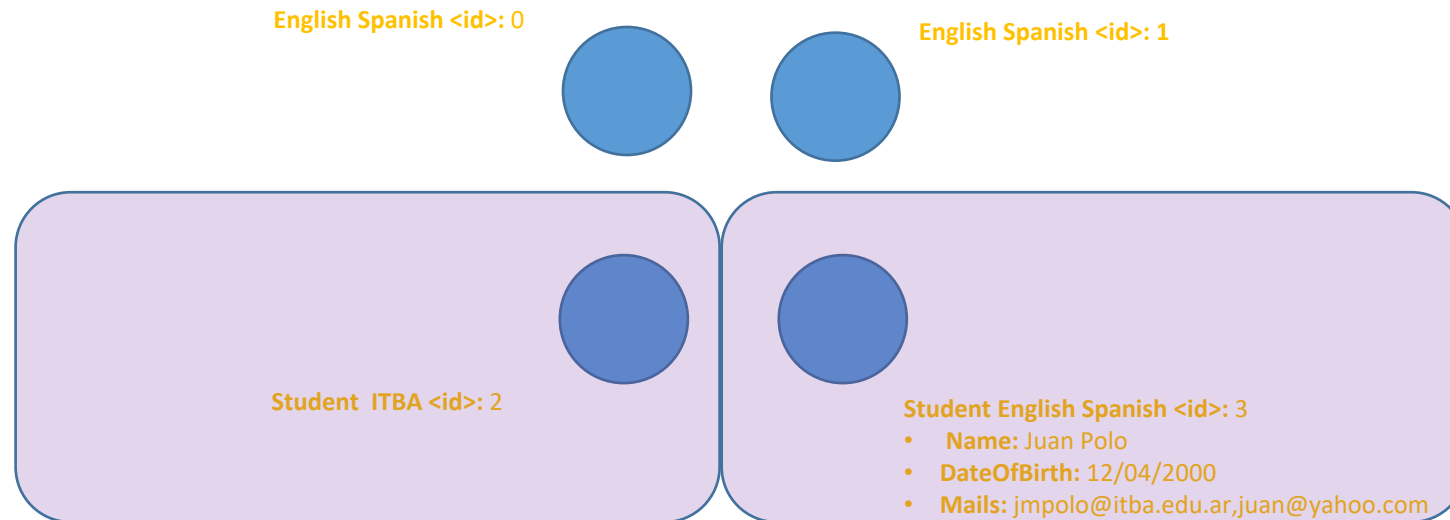 English Spanish <id>: 0
English Spanish <id>: 1
Student ITBA <id>: 2
Student English Spanish <id>: 3
• Name: Juan Polo
• DateOfBirth: 12/04/2000
• Mails: jmpolo@itba.edu.ar,juan@yahoo.com